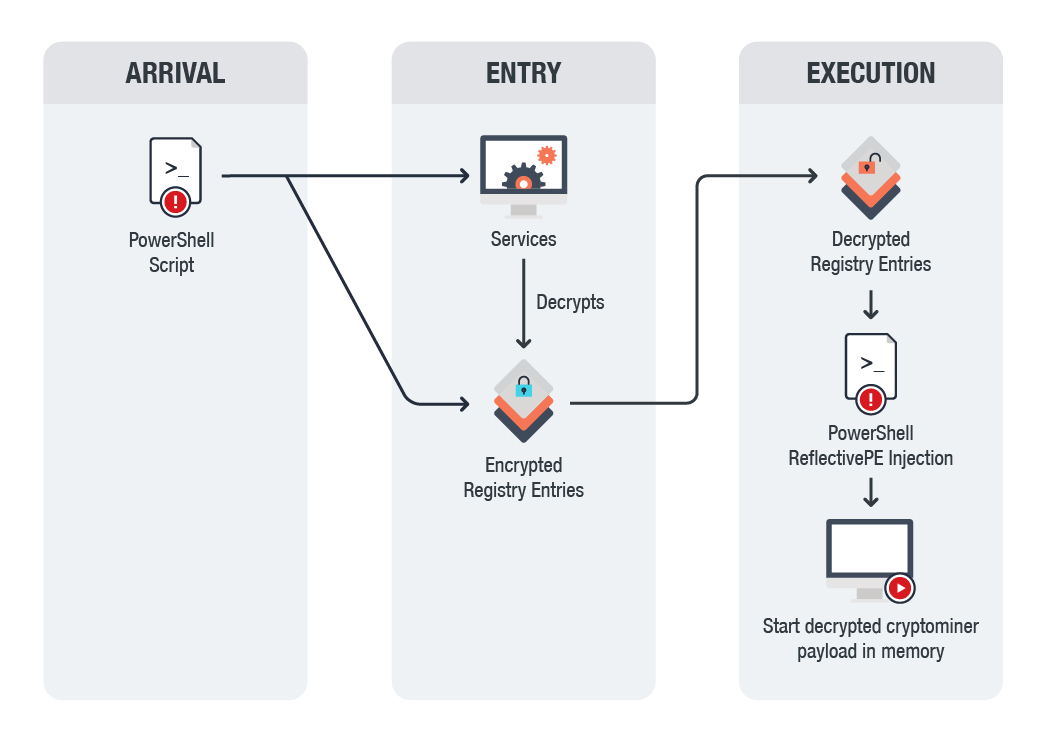 ARRIVAL
ENTRY
EXECUTION
>_
!
PowerShell
Script
Services
Decrypts
Encrypted
Registry Entries
Decrypted
Registry Entries
>_
!
PowerShell
ReflectivePE Injection
Start decrypted cryptominer
payload in memory